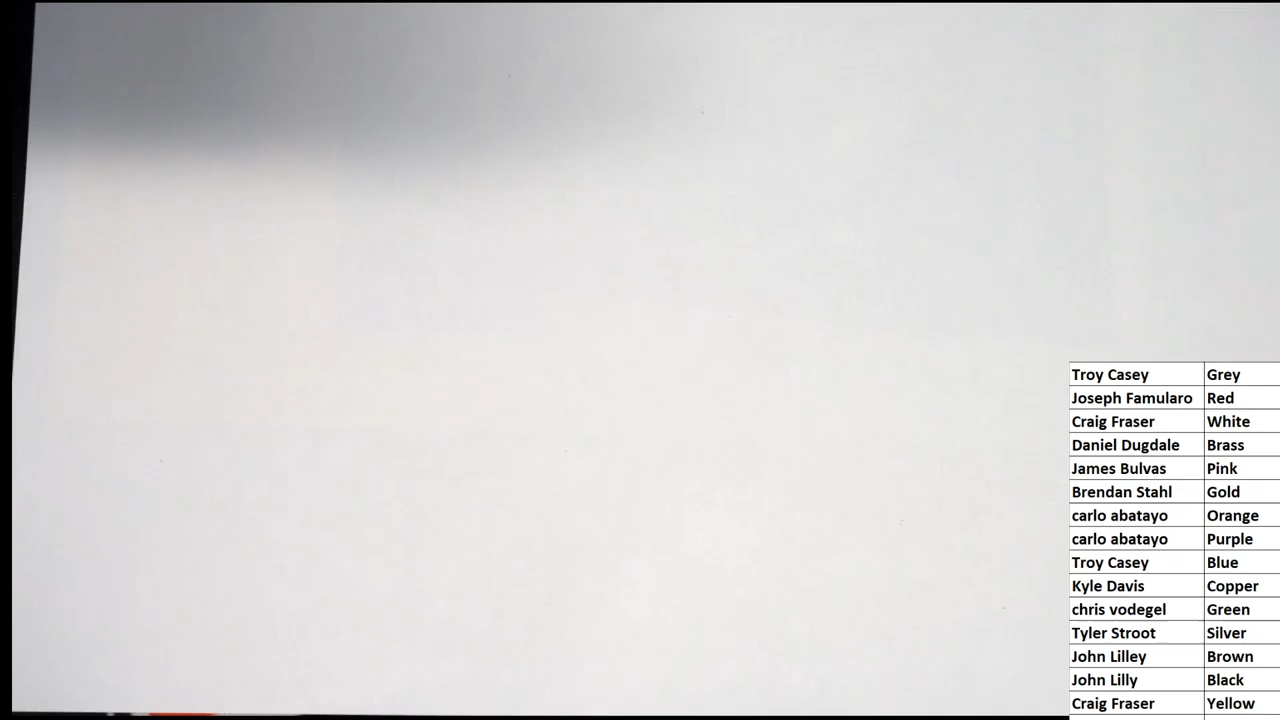 Troy Casey Grey
Joseph Famularo Red
Craig Fraser White
Daniel Dugdale Brass
James Bulvas Pink
Brendan Stahl Gold
carlo abatayo Orange
carlo abatayo Purple
Troy Casey Blue
Kyle Davis Copper
chris vodegel Green
Tyler Stroot Silver
John Lilley Brown
John Lilly Black
Craig Fraser Yellow